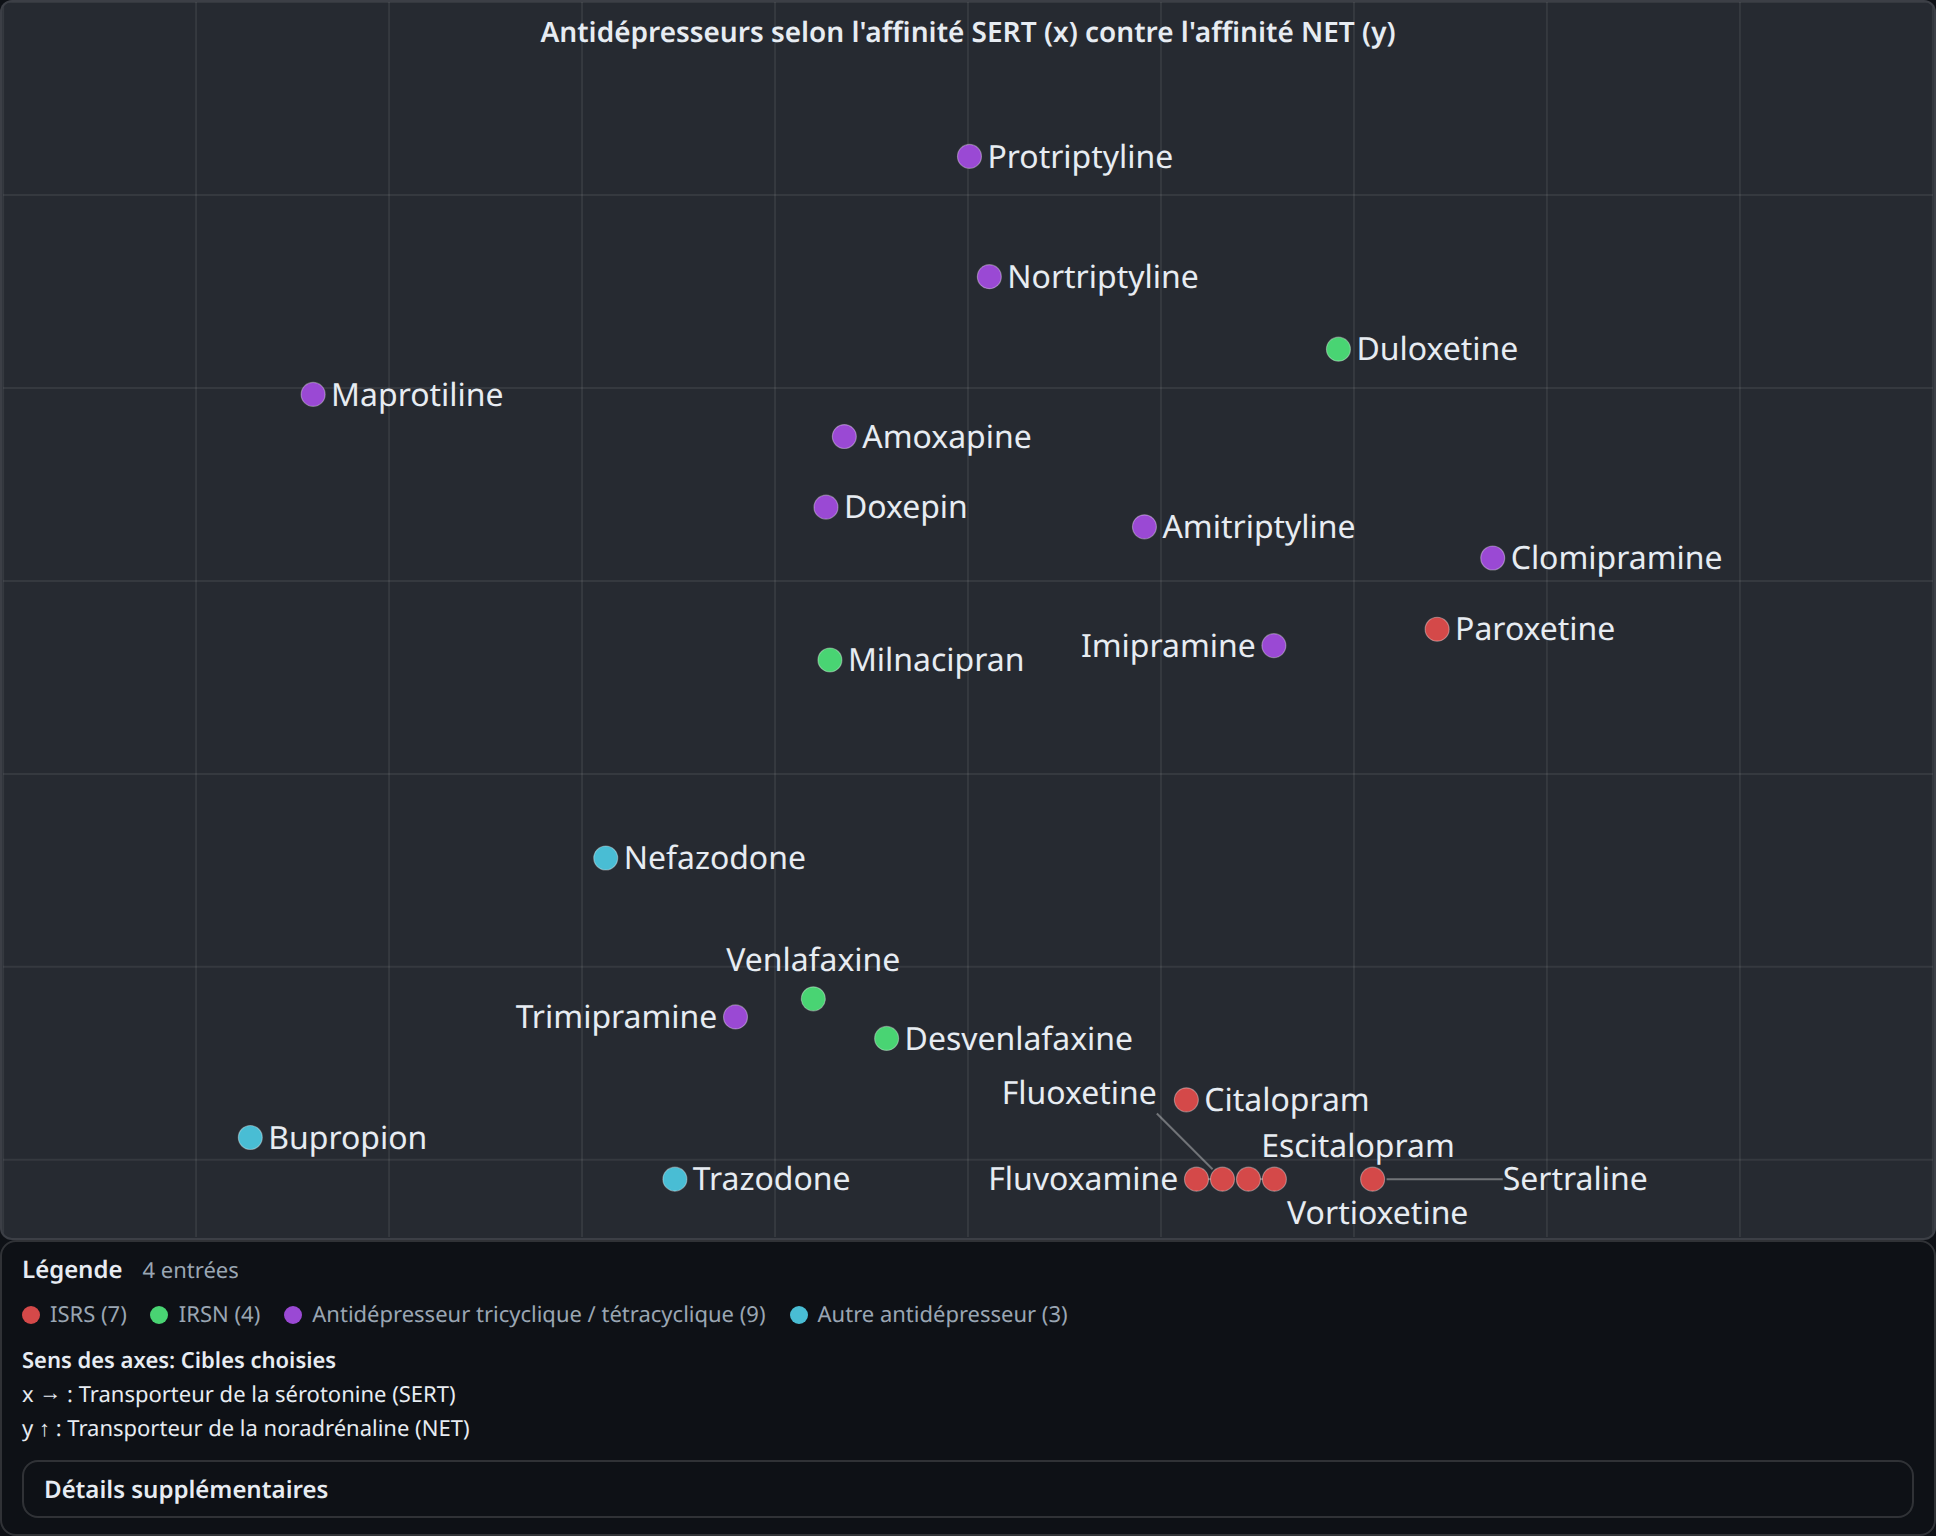 Antidépresseurs selon l'affinité SERT (x) contre l'affinité NET (y)
Protriptyline
Nortriptyline
Duloxetine
Maprotiline
Amoxapine
Doxepin
Amitriptyline
Clomipramine
Paroxetine
Imipramine
Milnacipran
Nefazodone
Venlafaxine
Trimipramine
Desvenlafaxine
Fluoxetine
Citalopram
Bupropion
Escitalopram
Trazodone
Fluvoxamine
Sertraline
Vortioxetine
Légende 4 entrées
ISRS (7) IRSN (4) Antidépresseur tricyclique / tétracyclique (9) Autre antidépresseur (3)
Sens des axes: Cibles choisies
x → : Transporteur de la sérotonine (SERT)
y ↑ : Transporteur de la noradrénaline (NET)
Détails supplémentaires